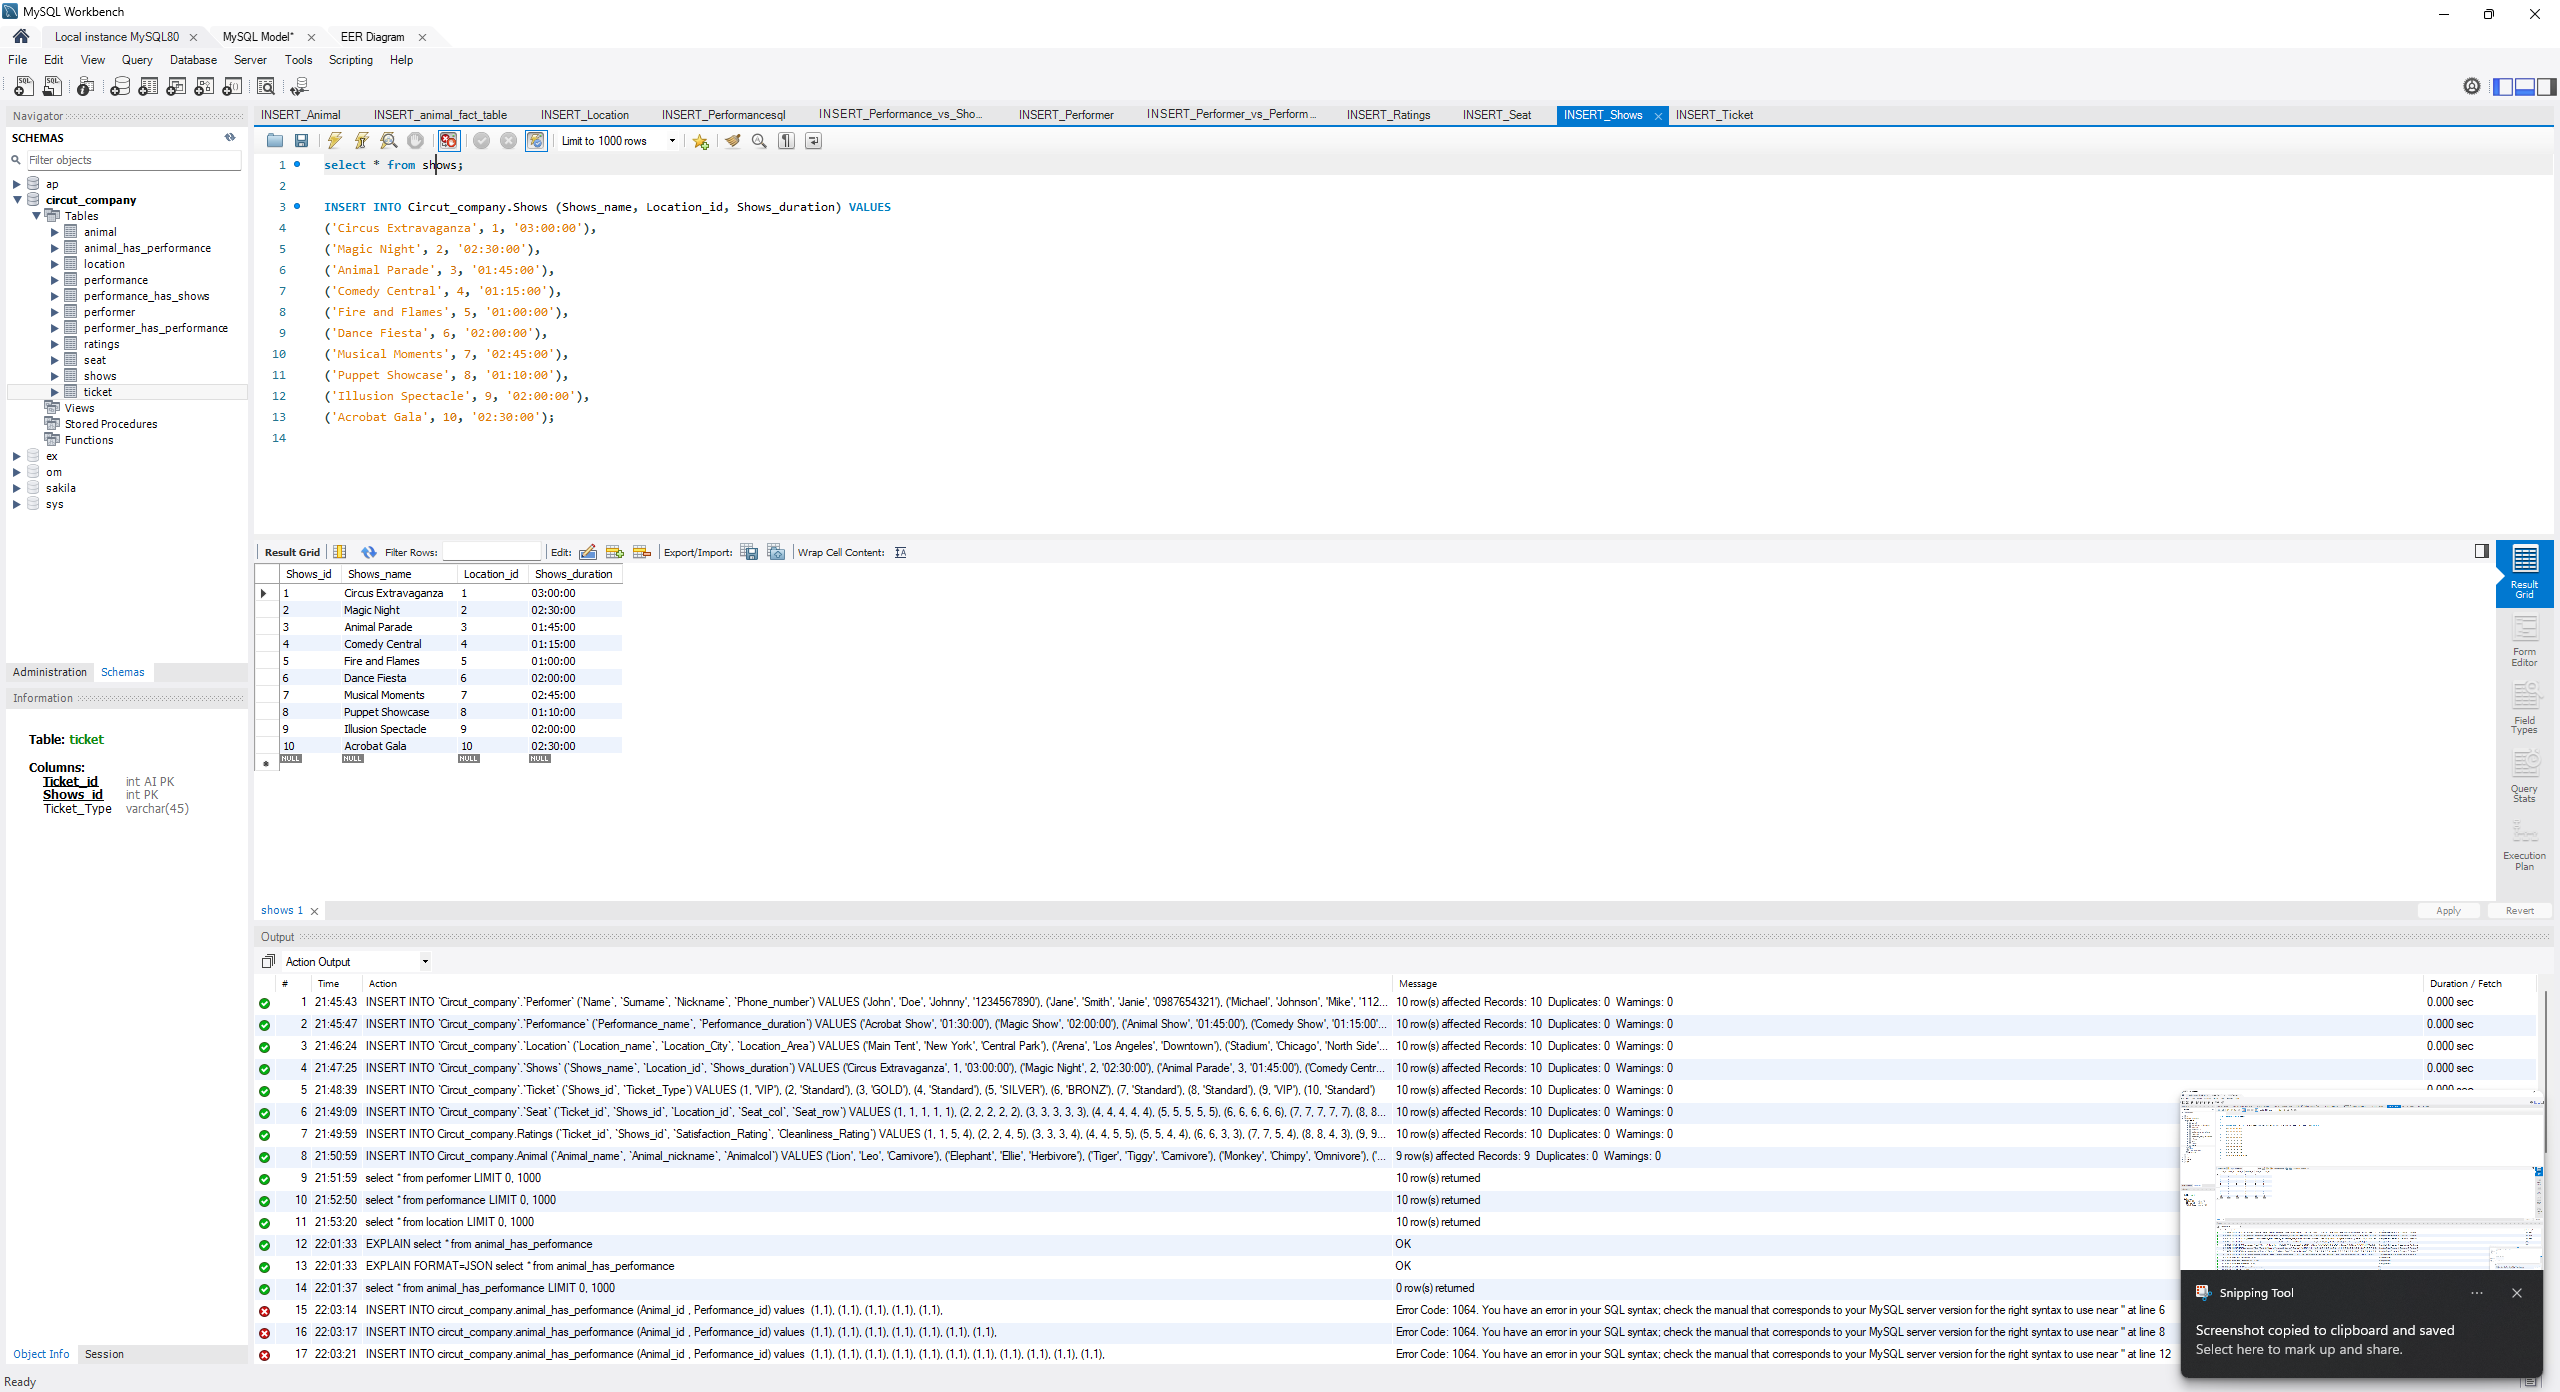 MySQL Workbench
Local instance MySQL80 MySQL Model* EER Diagram
File Edit View Query Database Server Tools Scripting Help
Navigator
SCHEMAS
Filter objects
ap
circut_company
Tables
animal
animal_has_performance
location
performance
performance_has_shows
performer
performer_has_performance
ratings
seat
shows
ticket
Views
Stored Procedures
Functions
ex
om
sakila
sys
Administration Schemas
Information
Table: ticket
Columns:
Ticket_id int AI PK
Shows_id int PK
Ticket_Type varchar(45)
Object Info Session
Ready
INSERT_Animal INSERT_animal_fact_table INSERT_Location INSERT_Performancesql INSERT_Performance_vs_Sho... INSERT_Performer INSERT_Performer_vs_Perform... INSERT_Ratings INSERT_Seat INSERT_Shows INSERT_Ticket
Limit to 1000 rows
1 select * from shows;
2
3 INSERT INTO Circut_company.Shows (Shows_name, Location_id, Shows_duration) VALUES
4 ('Circus Extravaganza', 1, '03:00:00'),
5 ('Magic Night', 2, '02:30:00'),
6 ('Animal Parade', 3, '01:45:00'),
7 ('Comedy Central', 4, '01:15:00'),
8 ('Fire and Flames', 5, '01:00:00'),
9 ('Dance Fiesta', 6, '02:00:00'),
10 ('Musical Moments', 7, '02:45:00'),
11 ('Puppet Showcase', 8, '01:10:00'),
12 ('Illusion Spectacle', 9, '02:00:00'),
13 ('Acrobat Gala', 10, '02:30:00');
14
Result Grid Filter Rows: Edit: Export/Import: Wrap Cell Content:
Shows_id Shows_name Location_id Shows_duration
1 Circus Extravaganza 1 03:00:00
2 Magic Night 2 02:30:00
3 Animal Parade 3 01:45:00
4 Comedy Central 4 01:15:00
5 Fire and Flames 5 01:00:00
6 Dance Fiesta 6 02:00:00
7 Musical Moments 7 02:45:00
8 Puppet Showcase 8 01:10:00
9 Illusion Spectacle 9 02:00:00
10 Acrobat Gala 10 02:30:00
NULL NULL NULL NULL
Result
Grid
Form
Editor
Field
Types
Query
Stats
Execution
Plan
shows 1 Apply Revert
Output
Action Output
# Time Action Message Duration / Fetch
1 21:45:43 INSERT INTO `Circut_company`.`Performer` (`Name`, `Surname`, `Nickname`, `Phone_number`) VALUES ('John', 'Doe', 'Johnny', '1234567890'), ('Jane', 'Smith', 'Janie', '0987654321'), ('Michael', 'Johnson', 'Mike', '112... 10 row(s) affected Records: 10 Duplicates: 0 Warnings: 0 0.000 sec
2 21:45:47 INSERT INTO `Circut_company`.`Performance` (`Performance_name`, `Performance_duration`) VALUES ('Acrobat Show', '01:30:00'), ('Magic Show', '02:00:00'), ('Animal Show', '01:45:00'), ('Comedy Show', '01:15:00'... 10 row(s) affected Records: 10 Duplicates: 0 Warnings: 0 0.000 sec
3 21:46:24 INSERT INTO `Circut_company`.`Location` (`Location_name`, `Location_City`, `Location_Area`) VALUES ('Main Tent', 'New York', 'Central Park'), ('Arena', 'Los Angeles', 'Downtown'), ('Stadium', 'Chicago', 'North Side'... 10 row(s) affected Records: 10 Duplicates: 0 Warnings: 0 0.000 sec
4 21:47:25 INSERT INTO `Circut_company`.`Shows` (`Shows_name`, `Location_id`, `Shows_duration`) VALUES ('Circus Extravaganza', 1, '03:00:00'), ('Magic Night', 2, '02:30:00'), ('Animal Parade', 3, '01:45:00'), ('Comedy Centr... 10 row(s) affected Records: 10 Duplicates: 0 Warnings: 0 0.000 sec
5 21:48:39 INSERT INTO `Circut_company`.`Ticket` (`Shows_id`, `Ticket_Type`) VALUES (1, 'VIP'), (2, 'Standard'), (3, 'GOLD'), (4, 'Standard'), (5, 'SILVER'), (6, 'BRONZ'), (7, 'Standard'), (8, 'Standard'), (9, 'VIP'), (10, 'Standard') 10 row(s) affected Records: 10 Duplicates: 0 Warnings: 0 0.000 sec
6 21:49:09 INSERT INTO `Circut_company`.`Seat` (`Ticket_id`, `Shows_id`, `Location_id`, `Seat_col`, `Seat_row`) VALUES (1, 1, 1, 1, 1), (2, 2, 2, 2, 2), (3, 3, 3, 3, 3), (4, 4, 4, 4, 4), (5, 5, 5, 5, 5), (6, 6, 6, 6, 6), (7, 7, 7, 7, 7), (8, 8... 10 row(s) affected Records: 10 Duplicates: 0 Warnings: 0
7 21:49:59 INSERT INTO Circut_company.Ratings (`Ticket_id`, `Shows_id`, `Satisfaction_Rating`, `Cleanliness_Rating`) VALUES (1, 1, 5, 4), (2, 2, 4, 5), (3, 3, 3, 4), (4, 4, 5, 5), (5, 5, 4, 4), (6, 6, 3, 3), (7, 7, 5, 4), (8, 8, 4, 3), (9, 9... 10 row(s) affected Records: 10 Duplicates: 0 Warnings: 0
8 21:50:59 INSERT INTO Circut_company.Animal (`Animal_name`, `Animal_nickname`, `Animalcol`) VALUES ('Lion', 'Leo', 'Carnivore'), ('Elephant', 'Ellie', 'Herbivore'), ('Tiger', 'Tiggy', 'Carnivore'), ('Monkey', 'Chimpy', 'Omnivore'), ('... 9 row(s) affected Records: 9 Duplicates: 0 Warnings: 0
9 21:51:59 select * from performer LIMIT 0, 1000 10 row(s) returned
10 21:52:50 select * from performance LIMIT 0, 1000 10 row(s) returned
11 21:53:20 select * from location LIMIT 0, 1000 10 row(s) returned
12 22:01:33 EXPLAIN select * from animal_has_performance OK
13 22:01:33 EXPLAIN FORMAT=JSON select * from animal_has_performance OK
14 22:01:37 select * from animal_has_performance LIMIT 0, 1000 0 row(s) returned
15 22:03:14 INSERT INTO circut_company.animal_has_performance (Animal_id , Performance_id) values (1,1), (1,1), (1,1), (1,1), (1,1), Error Code: 1064. You have an error in your SQL syntax; check the manual that corresponds to your MySQL server version for the right syntax to use near '' at line 6
16 22:03:17 INSERT INTO circut_company.animal_has_performance (Animal_id , Performance_id) values (1,1), (1,1), (1,1), (1,1), (1,1), (1,1), (1,1), Error Code: 1064. You have an error in your SQL syntax; check the manual that corresponds to your MySQL server version for the right syntax to use near '' at line 8
17 22:03:21 INSERT INTO circut_company.animal_has_performance (Animal_id , Performance_id) values (1,1), (1,1), (1,1), (1,1), (1,1), (1,1), (1,1), (1,1), (1,1), (1,1), (1,1), Error Code: 1064. You have an error in your SQL syntax; check the manual that corresponds to your MySQL server version for the right syntax to use near '' at line 12
Snipping Tool
Screenshot copied to clipboard and saved
Select here to mark up and share.